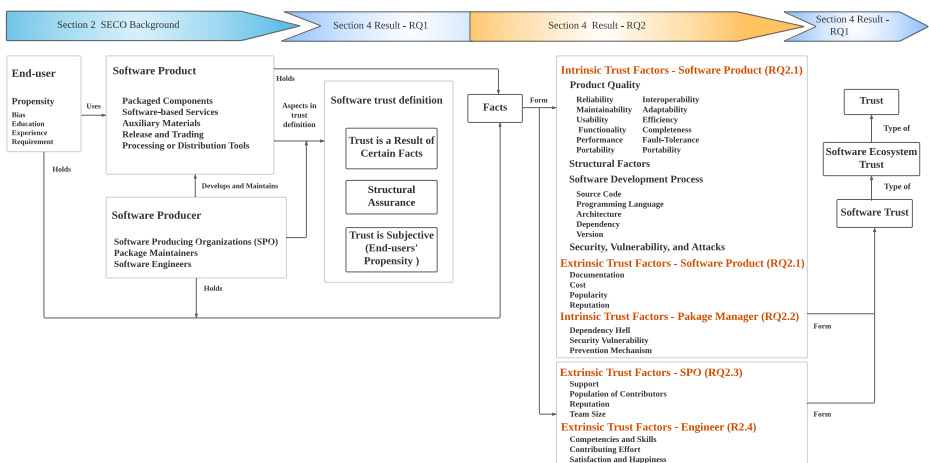 Section 2  SECO Background
Section 4 Result - RQ1
Section 4  Result - RQ2
Section 4 Result -
RQ1
End-user
Propensity
Bias
Education
Experience
Requirement
Uses
Holds
Software Product
Packaged Components
Software-based Services
Auxiliary Materials
Release and Trading
Processing or Distribution Tools
Develops and Maintains
Software Producer
Software Producing Organizations (SPO)
Package Maintainers
Software Engineers
Holds
Holds
Aspects in
trust
definition
Software trust definition
Trust is a Result of
Certain Facts
Structural
Assurance
Trust is Subjective
(End-users'
Propensity )
Facts
Form
Intrinsic Trust Factors - Software Product (RQ2.1)
Product Quality
Reliability Interoperability
Maintainability Adaptability
Usability Efficiency
Functionality Completeness
Performance Fault-Tolerance
Portability Portability
Structural Factors
Software Development Process
Source Code
Programming Language
Architecture
Dependency
Version
Security, Vulnerability, and Attacks
Extrinsic Trust Factors - Software Product (RQ2.1)
Documentation
Cost
Popularity
Reputation
Intrinsic Trust Factors - Pakage Manager (RQ2.2)
Dependency Hell
Security Vulnerability
Prevention Mechanism
Extrinsic Trust Factors - SPO (RQ2.3)
Support
Population of Contributors
Reputation
Team Size
Extrinsic Trust Factors - Engineer (R2.4)
Competencies and Skills
Contributing Effort
Satisfaction and Happiness
Trust
Type of
Software Ecosystem
Trust
Type of
Software Trust
Form
Form